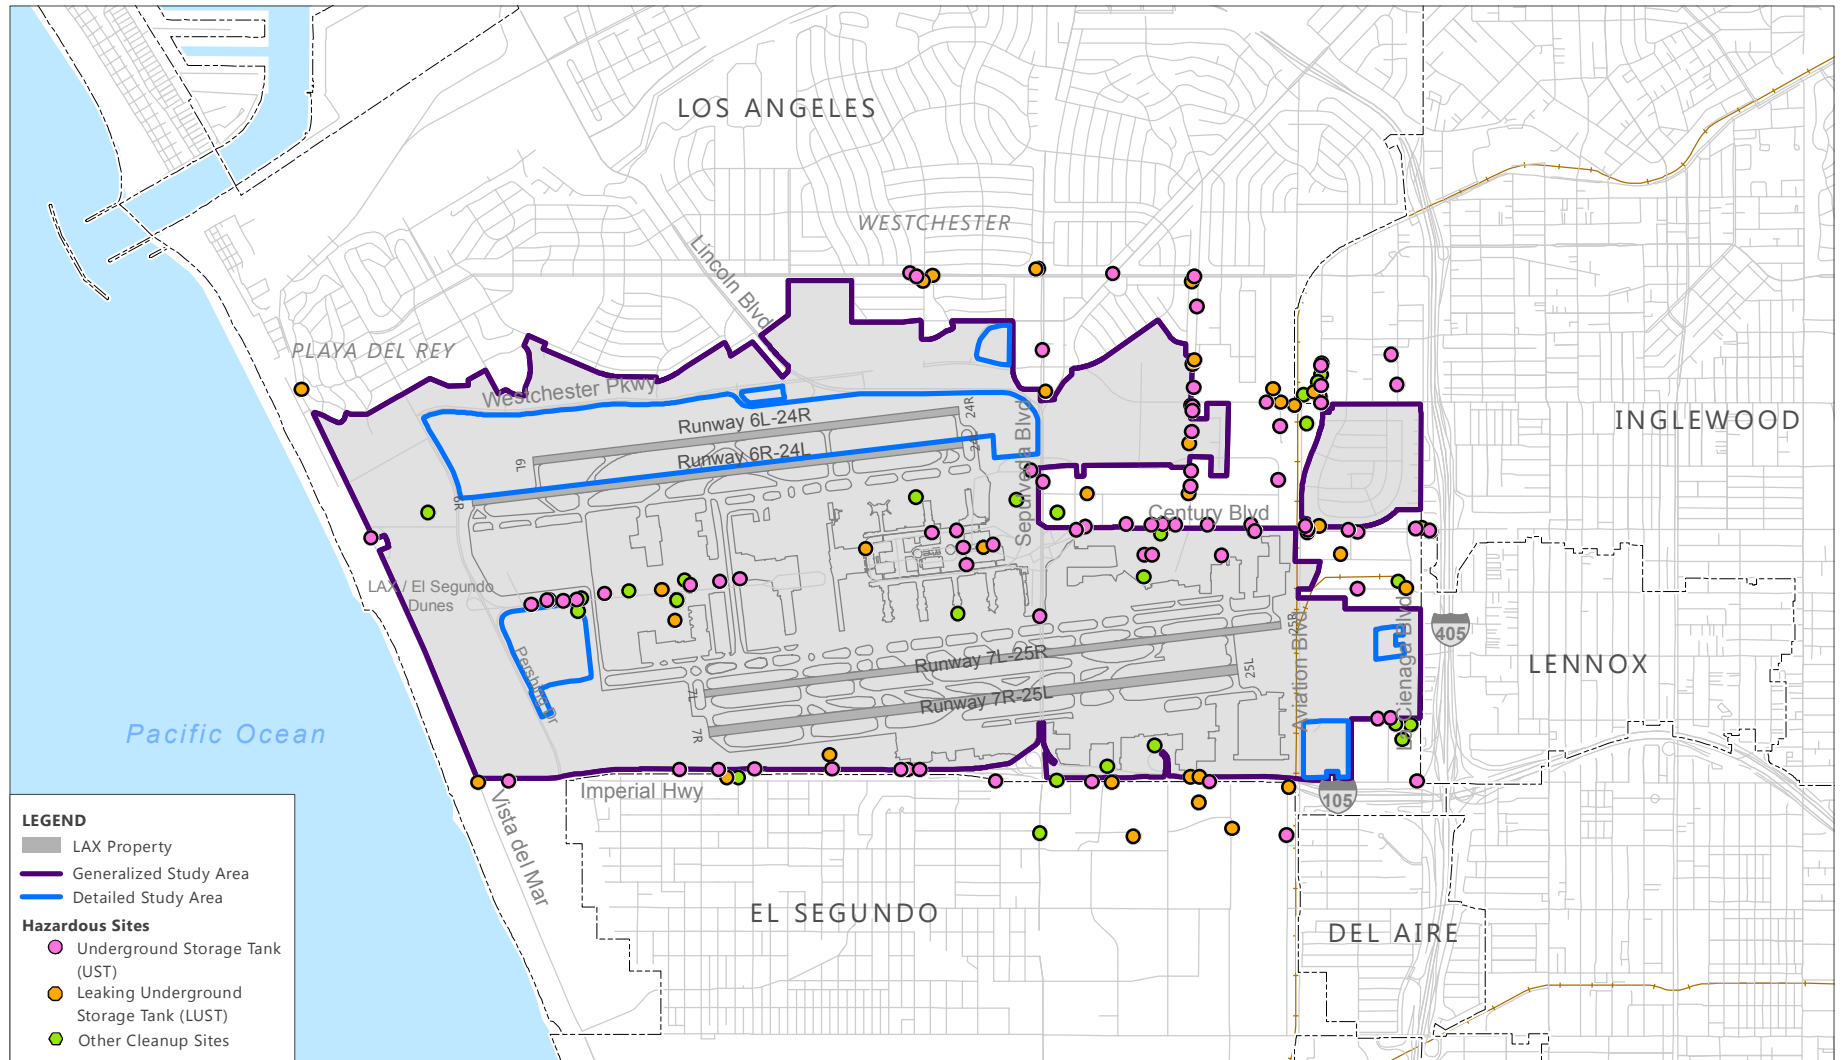 LOS ANGELES
WESTCHESTER
Lincoln Blvd
PLAYA DEL REY
Westchester Pkwy
24R
Runway 6L-24R
INGLEWOOD
24L
Runway 6R-24L
6L
6R
Sepulveda Blvd
Century Blvd
LAX / El Segundo
Dunes
25R
405
Runway 7L-25R
LENNOX
25L
Aviation Blvd
La Cienaga Blvd
Pershing Dr
7L
Runway 7R-25L
7R
Pacific Ocean
Imperial Hwy
105
Vista del Mar
EL SEGUNDO
DEL AIRE
LEGEND
LAX Property
Generalized Study Area
Detailed Study Area
Hazardous Sites
Underground Storage Tank
(UST)
Leaking Underground
Storage Tank (LUST)
Other Cleanup Sites